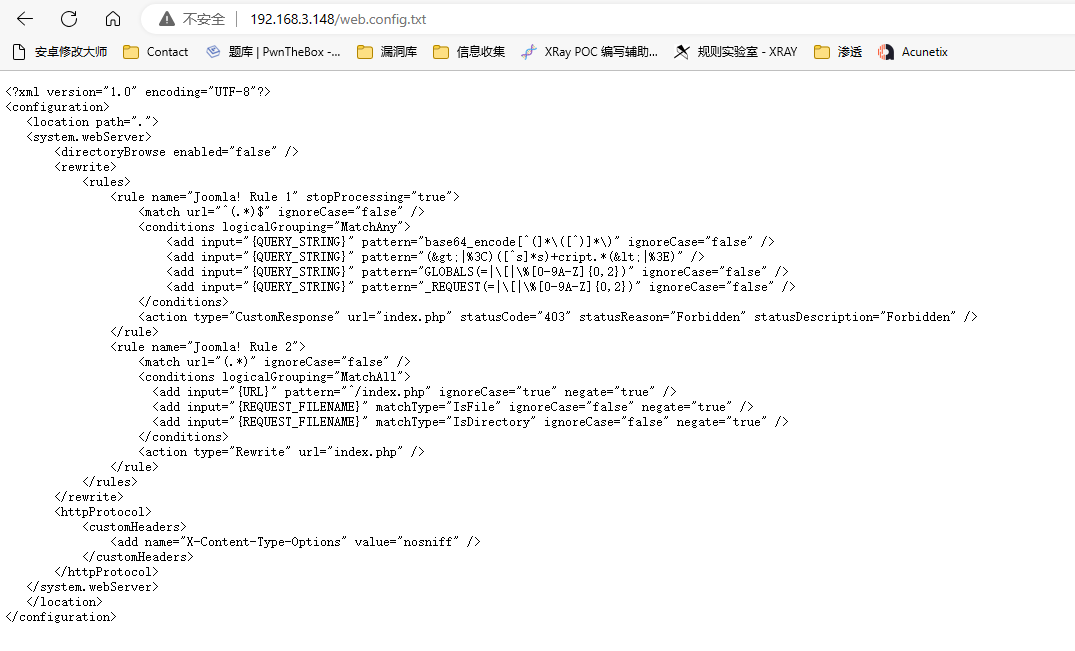 不安全 192.168.3.148/web.config.txt
安卓修改大师 Contact 题库 | PwnTheBox -... 漏洞库 信息收集 XRay POC 编写辅助... 规则实验室 - XRAY 渗透 Acunetix
<?xml version="1.0" encoding="UTF-8"?>
<configuration>
<location path=".">
<system.webServer>
<directoryBrowse enabled="false" />
<rewrite>
<rules>
<rule name="Joomla! Rule 1" stopProcessing="true">
<match url="^(.*)$" ignoreCase="false" />
<conditions logicalGrouping="MatchAny">
<add input="{QUERY_STRING}" pattern="base64_encode[^(]*\([^)]*\)" ignoreCase="false" />
<add input="{QUERY_STRING}" pattern="(&gt;|%3C)([^s]*s)+cript.*(&lt;|%3E)" />
<add input="{QUERY_STRING}" pattern="GLOBALS(=|\[|\%[0-9A-Z]{0,2})" ignoreCase="false" />
<add input="{QUERY_STRING}" pattern="_REQUEST(=|\[|\%[0-9A-Z]{0,2})" ignoreCase="false" />
</conditions>
<action type="CustomResponse" url="index.php" statusCode="403" statusReason="Forbidden" statusDescription="Forbidden" />
</rule>
<rule name="Joomla! Rule 2">
<match url="(.*)" ignoreCase="false" />
<conditions logicalGrouping="MatchAll">
<add input="{URL}" pattern="^/index.php" ignoreCase="true" negate="true" />
<add input="{REQUEST_FILENAME}" matchType="IsFile" ignoreCase="false" negate="true" />
<add input="{REQUEST_FILENAME}" matchType="IsDirectory" ignoreCase="false" negate="true" />
</conditions>
<action type="Rewrite" url="index.php" />
</rule>
</rules>
</rewrite>
<httpProtocol>
<customHeaders>
<add name="X-Content-Type-Options" value="nosniff" />
</customHeaders>
</httpProtocol>
</system.webServer>
</location>
</configuration>